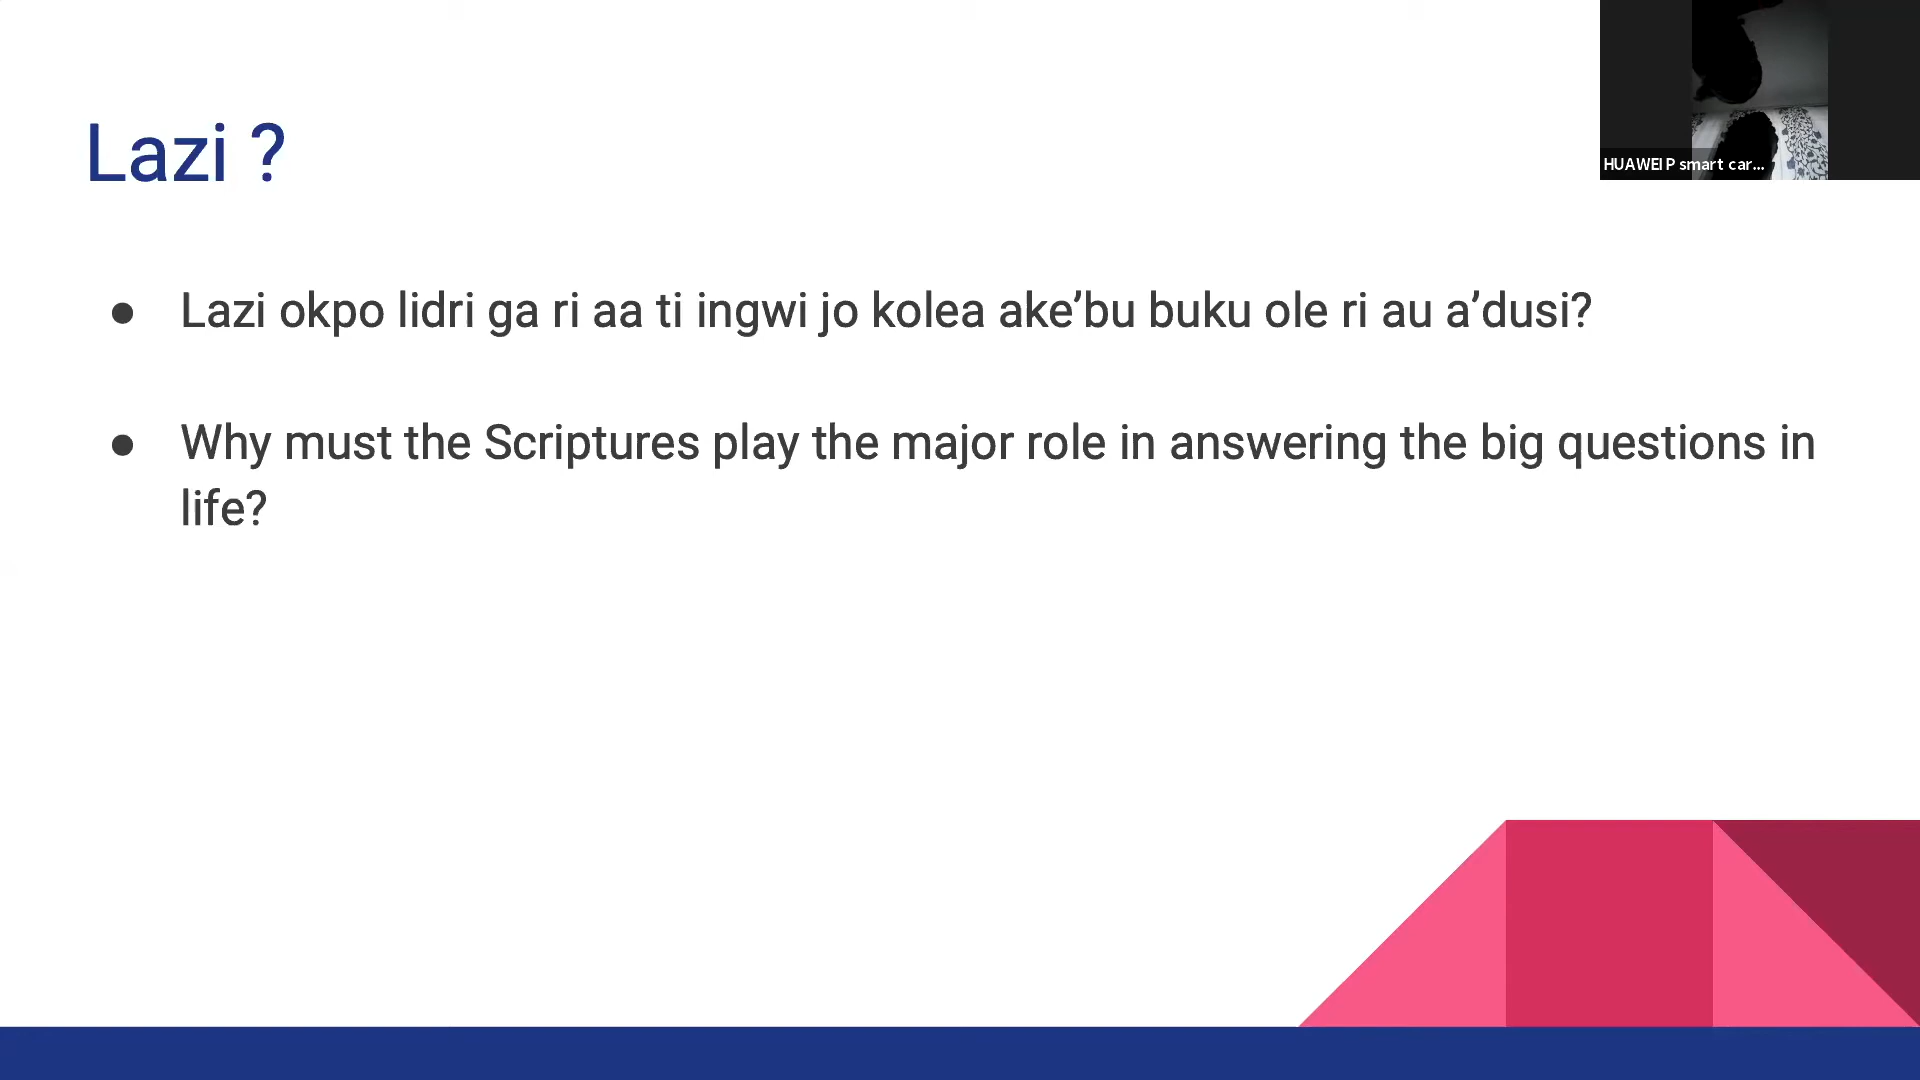 Lazi ?
● Lazi okpo lidri ga ri aa ti ingwi jo kolea ake’bu buku ole ri au a’dusi?
● Why must the Scriptures play the major role in answering the big questions in
life?
HUAWEI P smart car...